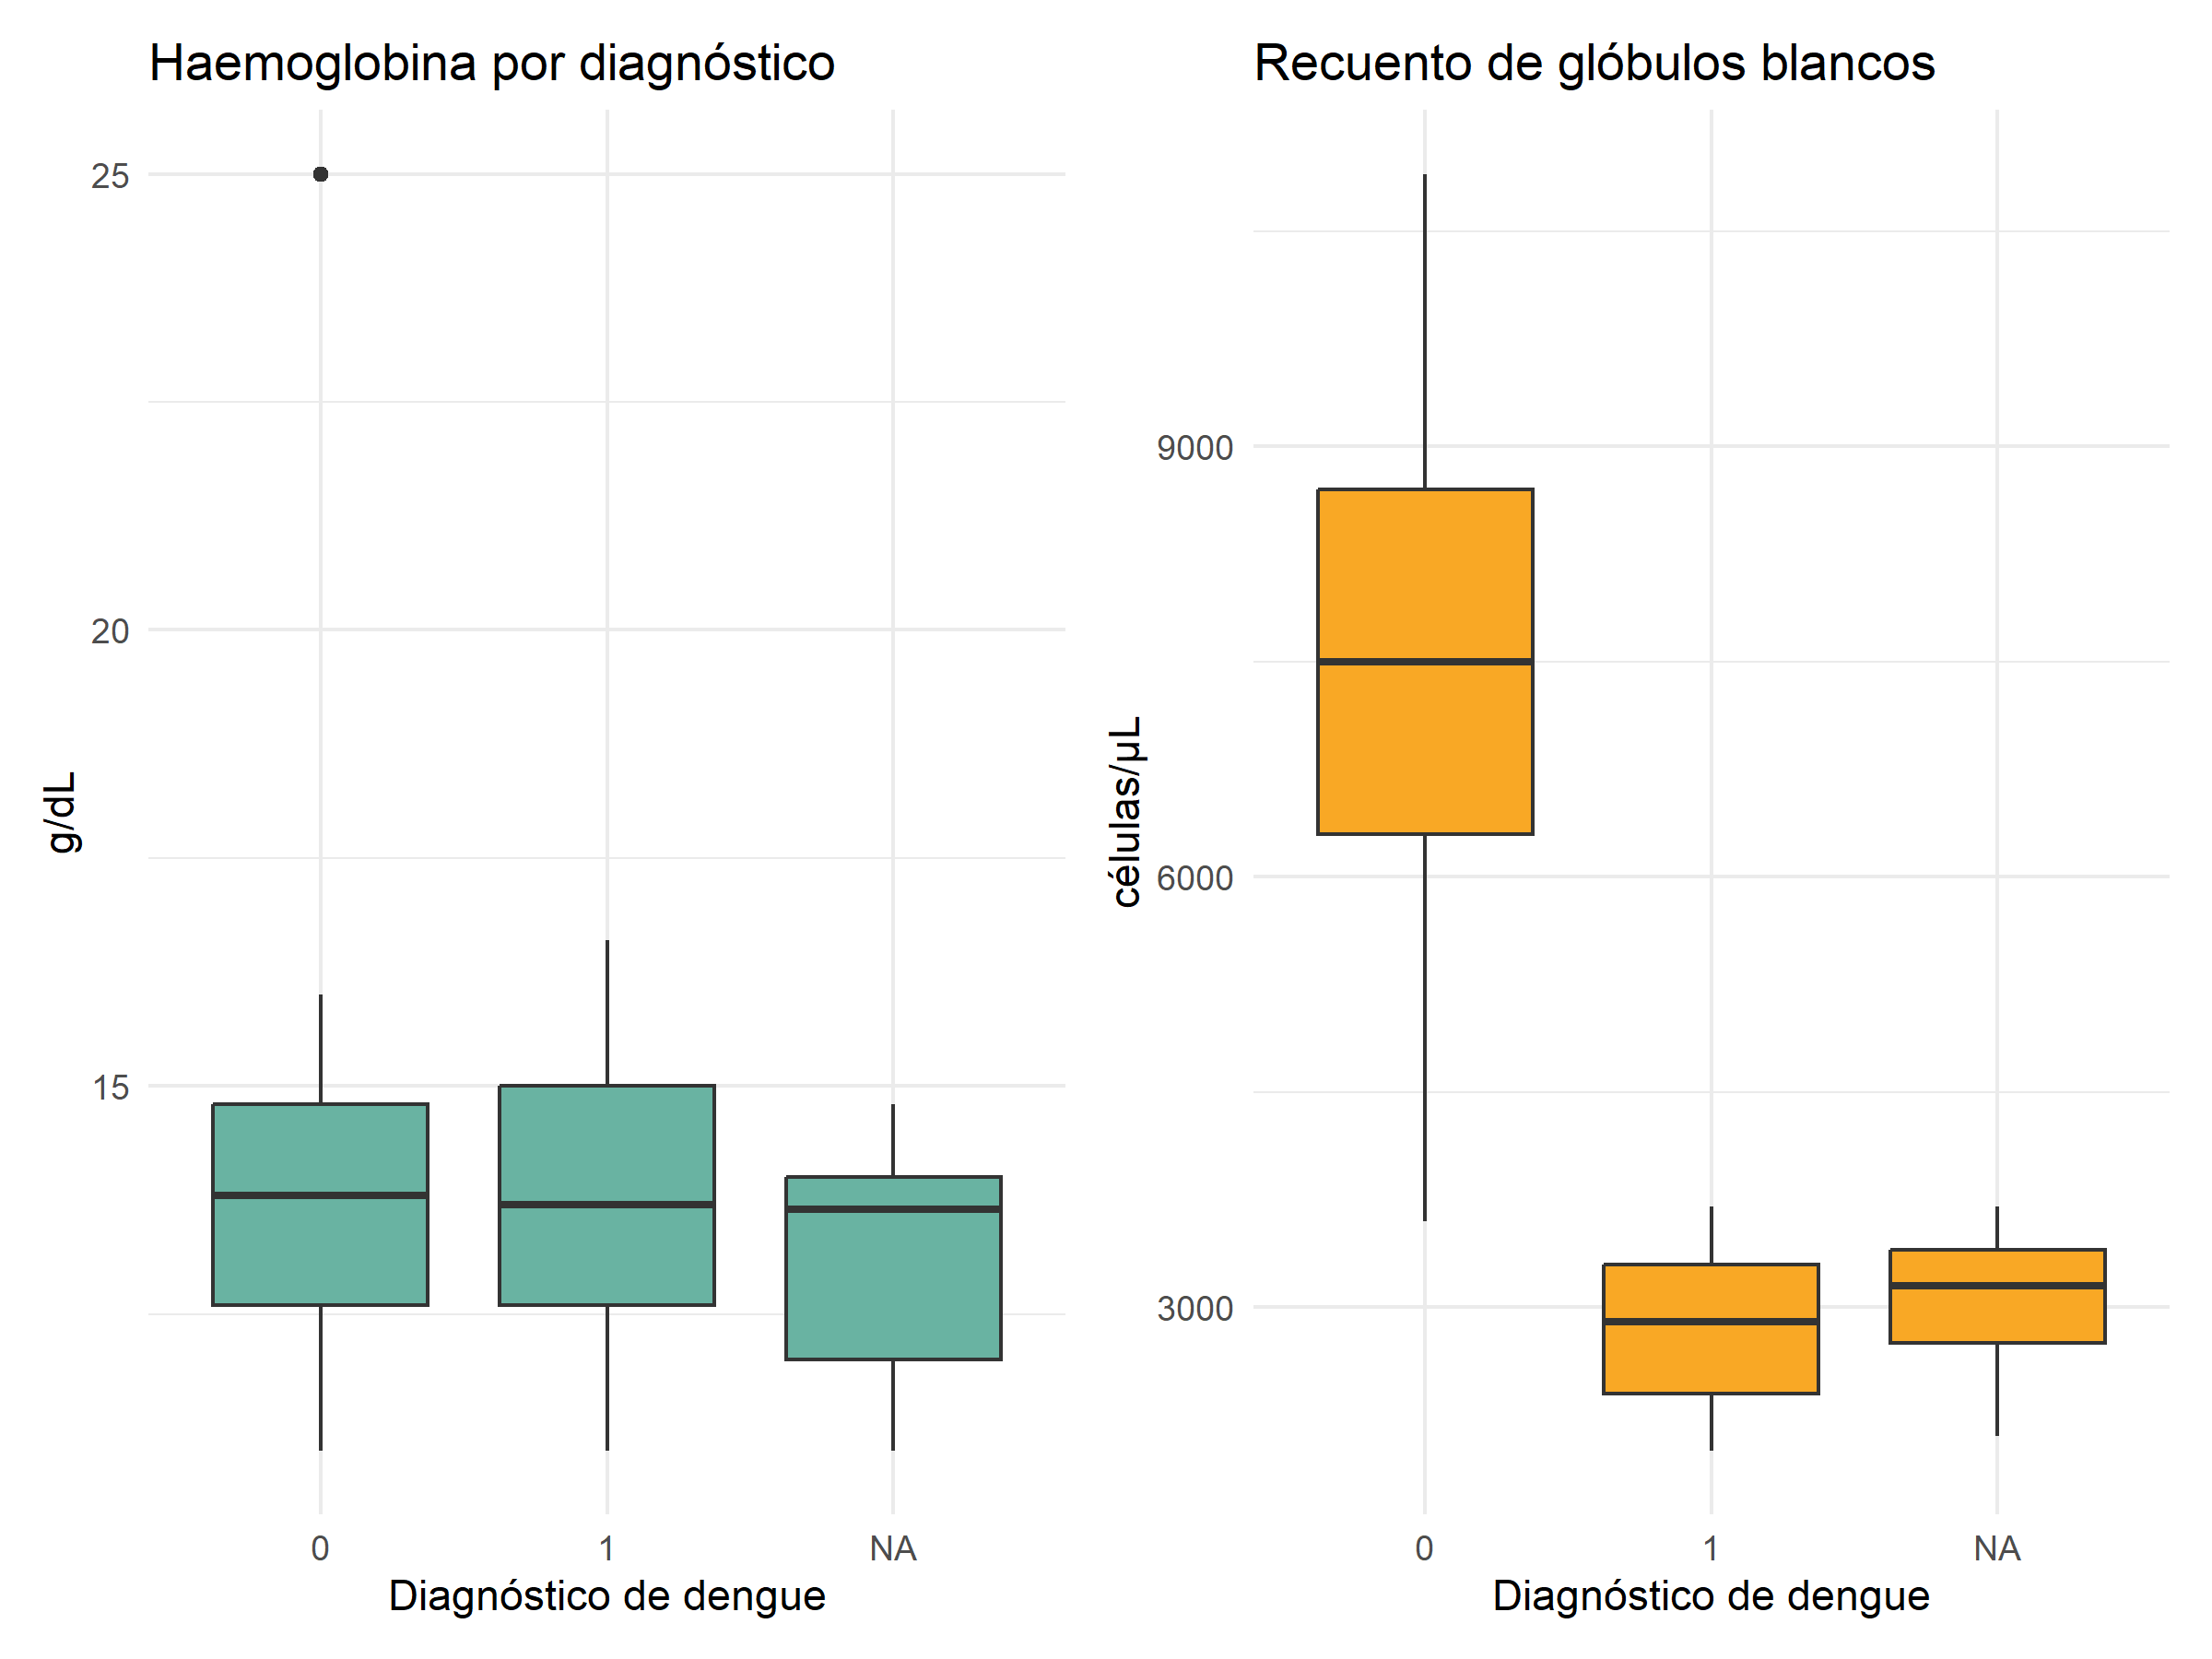 Haemoglobina por diagnóstico
25
20
15
g/dL
0 1 NA
Diagnóstico de dengue
Recuento de glóbulos blancos
9000
6000
3000
células/µL
0 1 NA
Diagnóstico de dengue